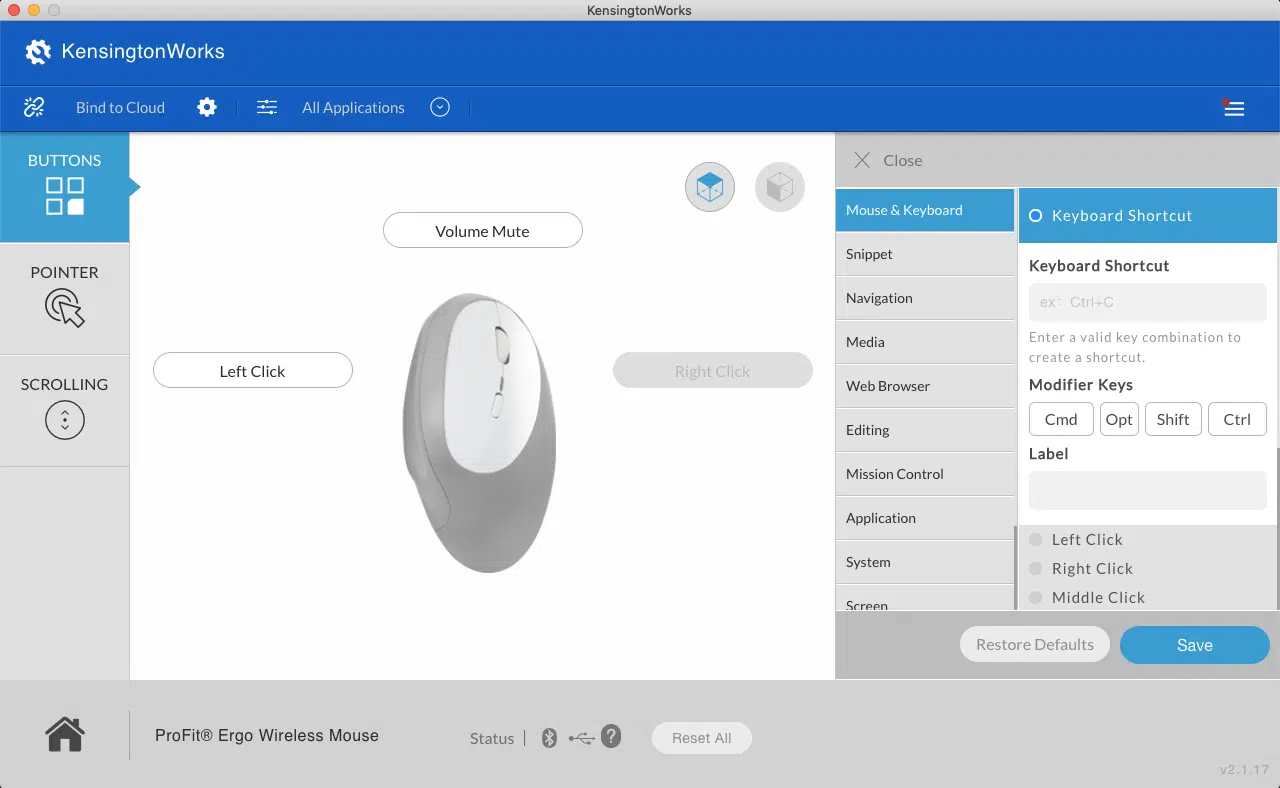 KensingtonWorks
KensingtonWorks
Bind to Cloud
All Applications
BUTTONS
POINTER
SCROLLING
Volume Mute
Left Click
Right Click
Close
Mouse & Keyboard
Snippet
Navigation
Media
Web Browser
Editing
Mission Control
Application
System
Screen
Keyboard Shortcut
Keyboard Shortcut
ex: Ctrl+C
Enter a valid key combination to
create a shortcut.
Modifier Keys
Cmd Opt Shift Ctrl
Label
Left Click
Right Click
Middle Click
Restore Defaults
Save
ProFit® Ergo Wireless Mouse
Status | ?
Reset All
v2.1.17